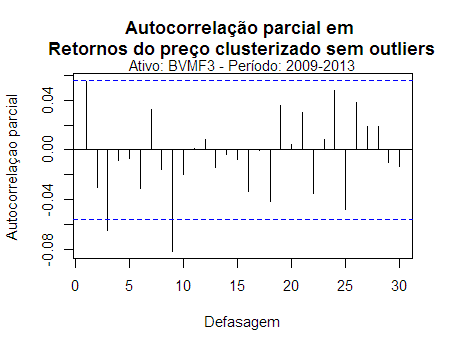 Autocorrelação parcial em
Retornos do preço clusterizado sem outliers
Ativo: BVMF3 - Período: 2009-2013
Autocorrelaçao parcial
0.04
0.00
-0.04
-0.08
0 5 10 15 20 25 30
Defasagem